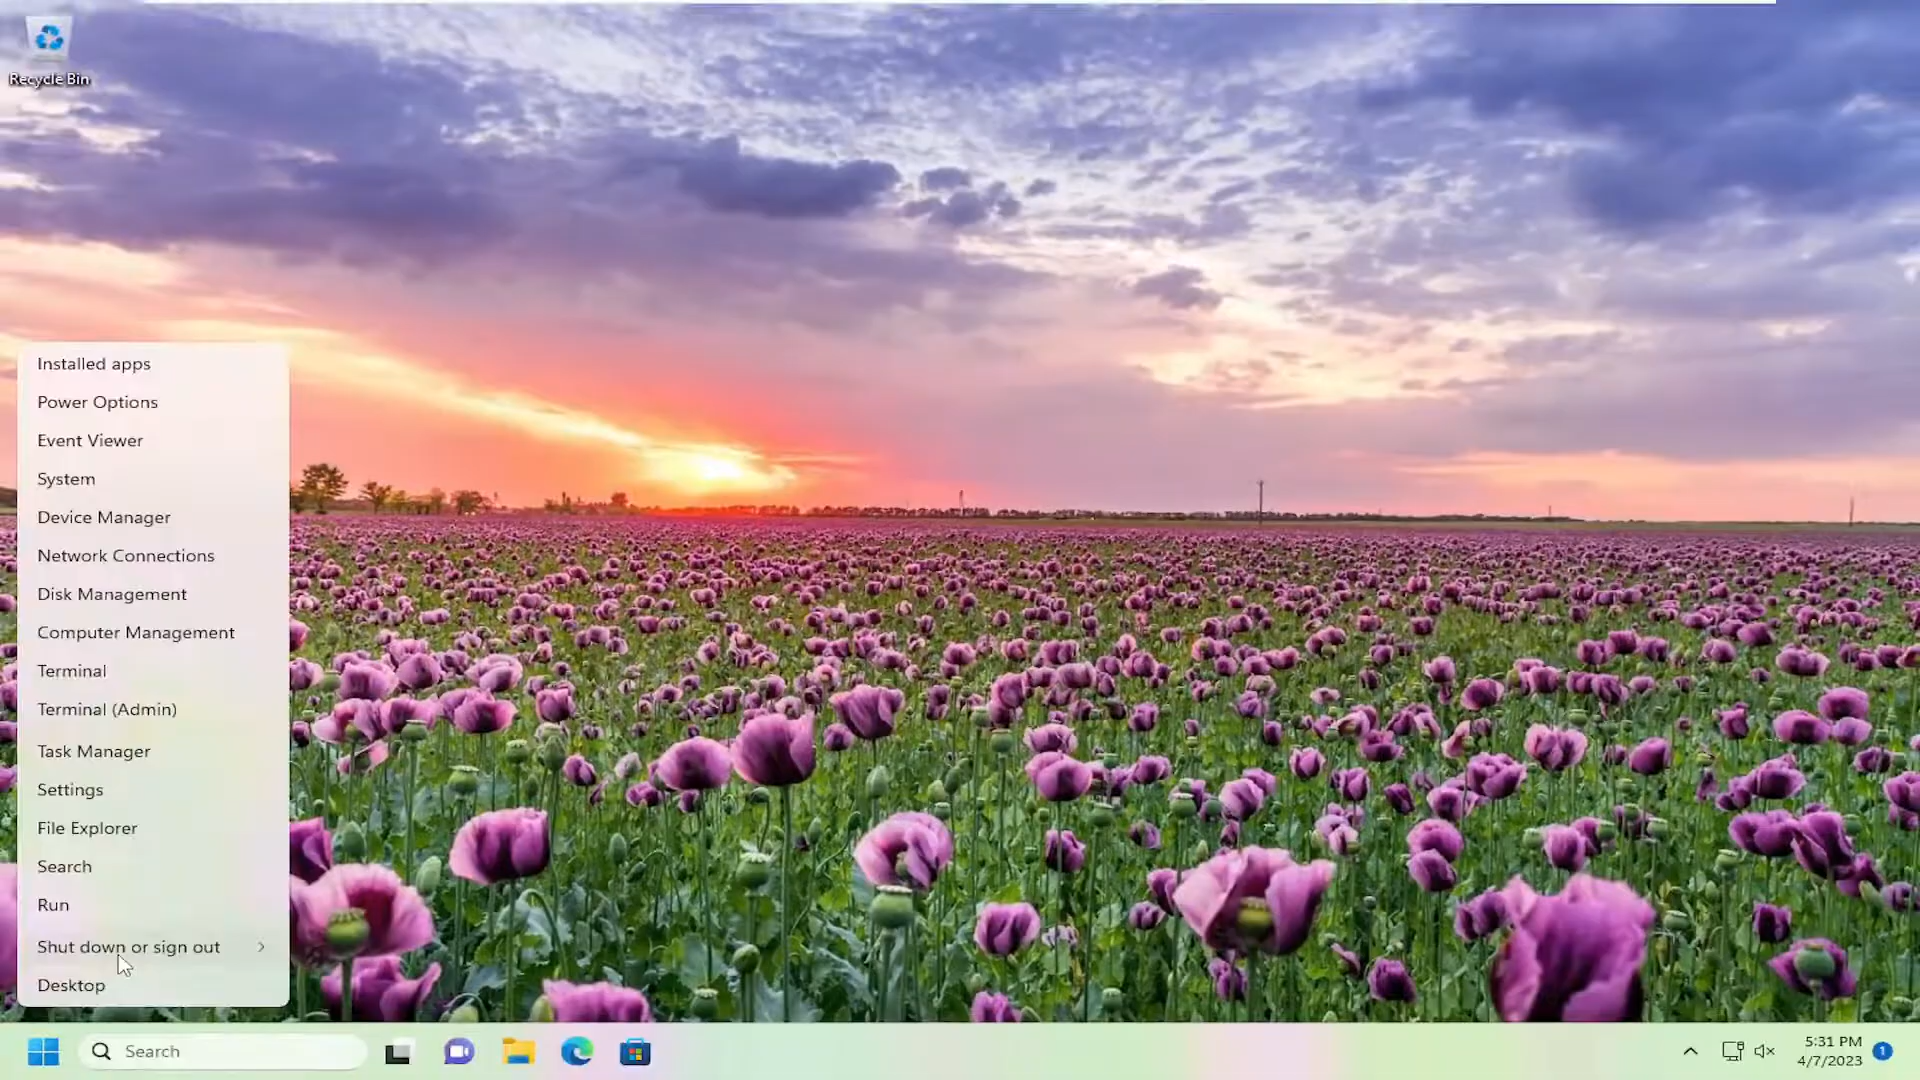 Recycle Bin
Installed apps
Power Options
Event Viewer
System
Device Manager
Network Connections
Disk Management
Computer Management
Terminal
Terminal (Admin)
Task Manager
Settings
File Explorer
Search
Run
Shut down or sign out
Desktop
Search
5:31 PM
4/7/2023
1